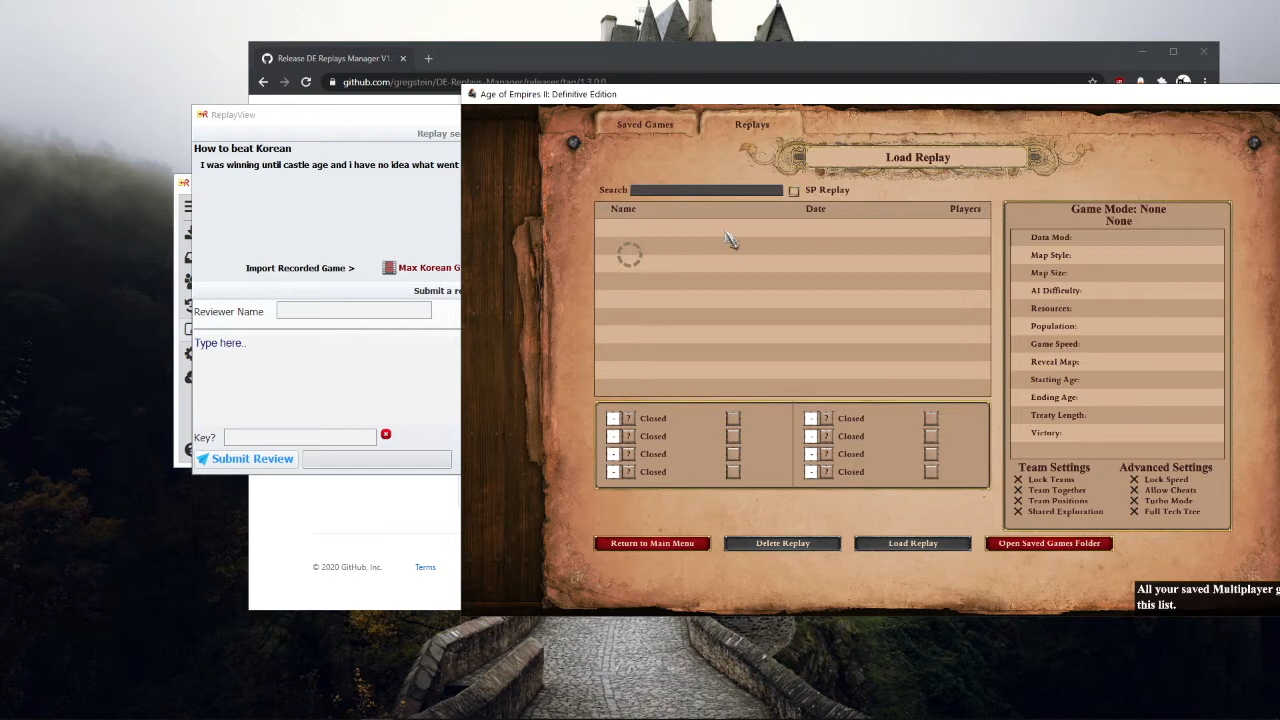 Release DE Replays Manager V1.
github.com/gregstein/DE-Replays-Manager/releases/tag/1.3.0.0
Age of Empires II: Definitive Edition
ReplayView
Replay se
How to beat Korean
I was winning until castle age and i have no idea what went
Import Recorded Game >
Max Korean G
Submit a re
Reviewer Name
Type here..
Key?
Submit Review
© 2020 GitHub, Inc.
Terms
Saved Games
Replays
Load Replay
Search
SP Replay
Name Date Players
- ? Closed - ? Closed
- ? Closed - ? Closed
- ? Closed - ? Closed
- ? Closed - ? Closed
Game Mode: None
None
Data Mod:
Map Style:
Map Size:
AI Difficulty:
Resources:
Population:
Game Speed:
Reveal Map:
Starting Age:
Ending Age:
Treaty Length:
Victory:
Team Settings
Lock Teams
Team Together
Team Positions
Shared Exploration
Advanced Settings
Lock Speed
Allow Cheats
Turbo Mode
Full Tech Tree
Return to Main Menu
Delete Replay
Load Replay
Open Saved Games Folder
All your saved Multiplayer g
this list.